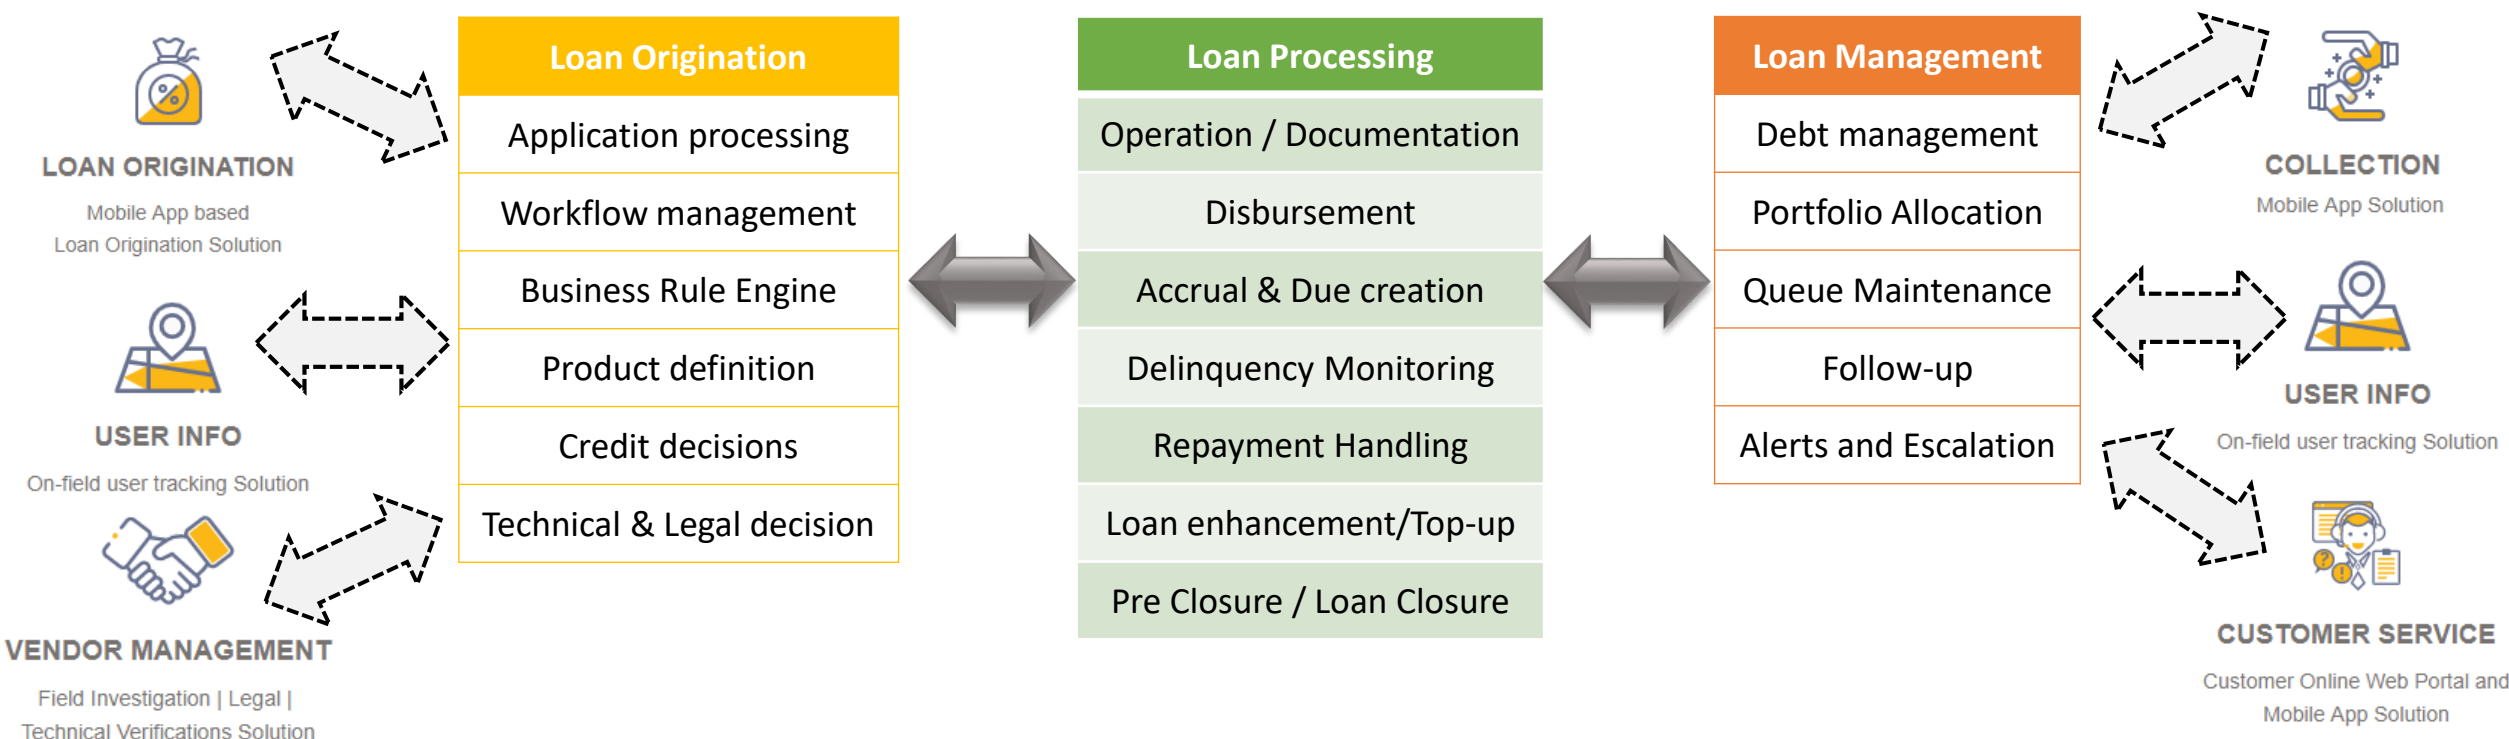 LOAN ORIGINATION
Mobile App based
Loan Origination Solution
USER INFO
On-field user tracking Solution
VENDOR MANAGEMENT
Field Investigation | Legal |
Technical Verifications Solution
Loan Origination
Application processing
Workflow management
Business Rule Engine
Product definition
Credit decisions
Technical & Legal decision
Loan Processing
Operation / Documentation
Disbursement
Accrual & Due creation
Delinquency Monitoring
Repayment Handling
Loan enhancement/Top-up
Pre Closure / Loan Closure
Loan Management
Debt management
Portfolio Allocation
Queue Maintenance
Follow-up
Alerts and Escalation
COLLECTION
Mobile App Solution
USER INFO
On-field user tracking Solution
CUSTOMER SERVICE
Customer Online Web Portal and
Mobile App Solution